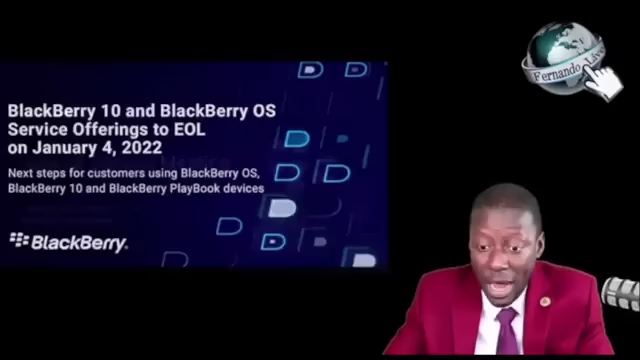 BlackBerry 10 and BlackBerry OS
Service Offerings to EOL
on January 4, 2022
Next steps for customers using BlackBerry OS,
BlackBerry 10 and BlackBerry PlayBook devices
BlackBerry.
Fernando Live